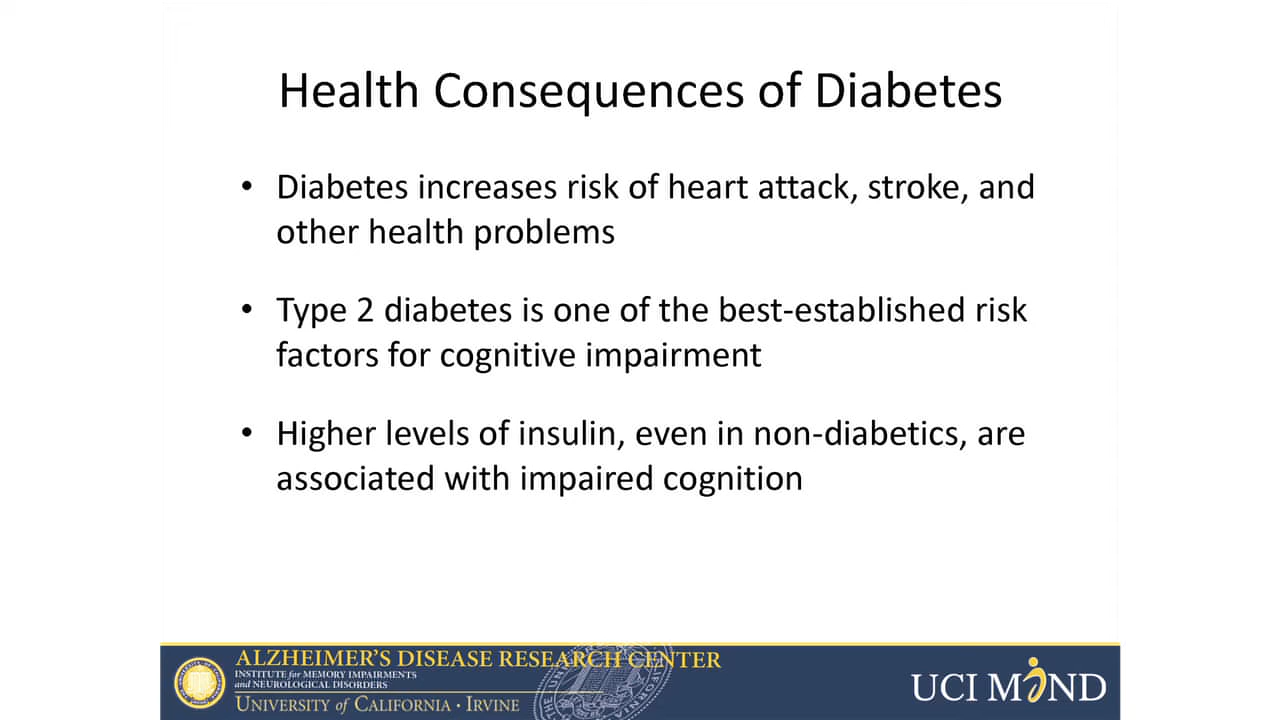 Health Consequences of Diabetes
• Diabetes increases risk of heart attack, stroke, and
other health problems
• Type 2 diabetes is one of the best-established risk
factors for cognitive impairment
• Higher levels of insulin, even in non-diabetics, are
associated with impaired cognition
ALZHEIMER'S DISEASE RESEARCH CENTER
INSTITUTE for MEMORY IMPAIRMENTS
and NEUROLOGICAL DISORDERS
UNIVERSITY of CALIFORNIA • IRVINE
UCI MIND